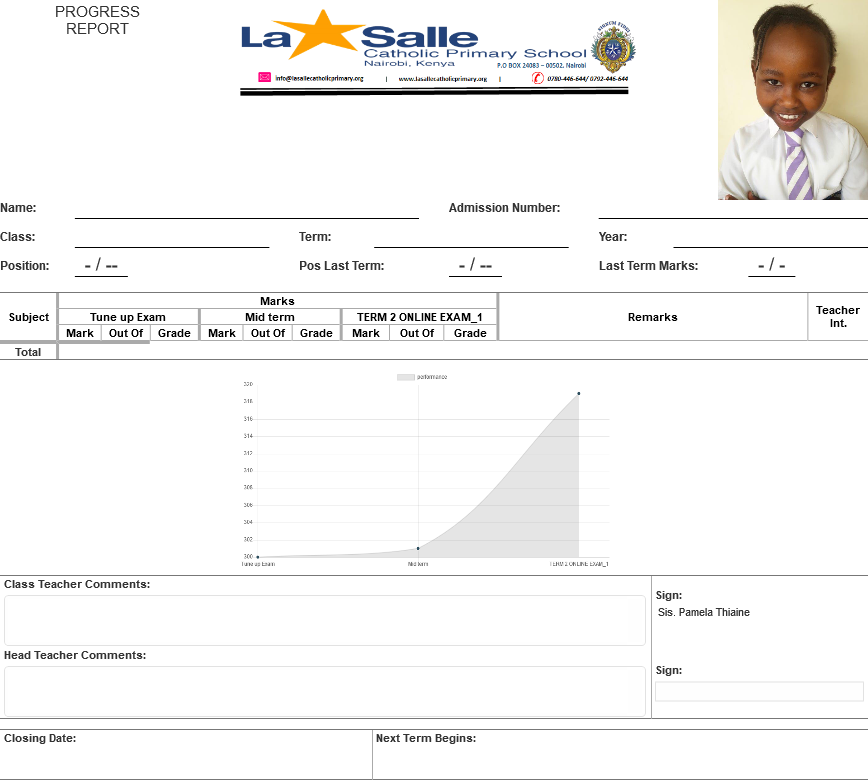 PROGRESS
REPORT
La Salle
Catholic Primary School
Nairobi, Kenya
P.O BOX 24083 – 00502, Nairobi
info@lasallecatholicprimary.org | www.lasallecatholicprimary.org | 0780-446-644/ 0792-446-644
Name: Admission Number:
Class: Term: Year:
Position: - / -- Pos Last Term: - / -- Last Term Marks: - / -
Subject Marks Remarks Teacher Int.
Tune up Exam Mid term TERM 2 ONLINE EXAM_1
Mark Out Of Grade Mark Out Of Grade Mark Out Of Grade
Total
performance
320
318
316
314
312
310
308
306
304
302
300
Tune up Exam Mid term TERM 2 ONLINE EXAM_1
Class Teacher Comments:
Sign:
Sis. Pamela Thiaine
Head Teacher Comments:
Sign:
Closing Date: Next Term Begins: